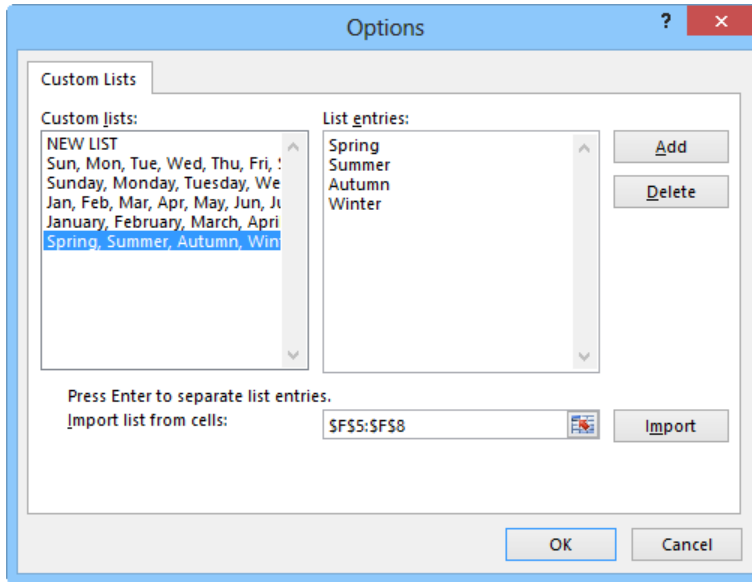 Options
?
×
Custom Lists
Custom lists:
List entries:
NEW LIST
Sun, Mon, Tue, Wed, Thu, Fri,
Sunday, Monday, Tuesday, We
Jan, Feb, Mar, Apr, May, Jun, Ju
January, February, March, Apri
Spring, Summer, Autumn, Win
Spring
Summer
Autumn
Winter
Add
Delete
Press Enter to separate list entries.
Import list from cells:
$F$5:$F$8
Import
OK
Cancel